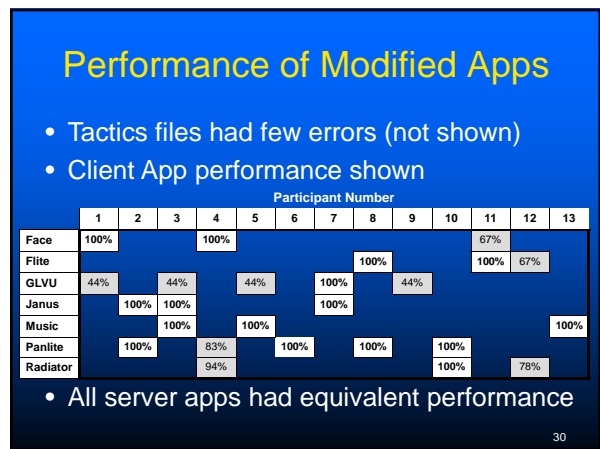 Performance of Modified Apps
• Tactics files had few errors (not shown)
• Client App performance shown
Participant Number
1 2 3 4 5 6 7 8 9 10 11 12 13
Face 100% 100% 67%
Flite 100% 100% 67%
GLVU 44% 44% 44% 100% 44%
Janus 100% 100% 100%
Music 100% 100% 100%
Panlite 100% 83% 100% 100% 100%
Radiator 94% 100% 78%
• All server apps had equivalent performance
30